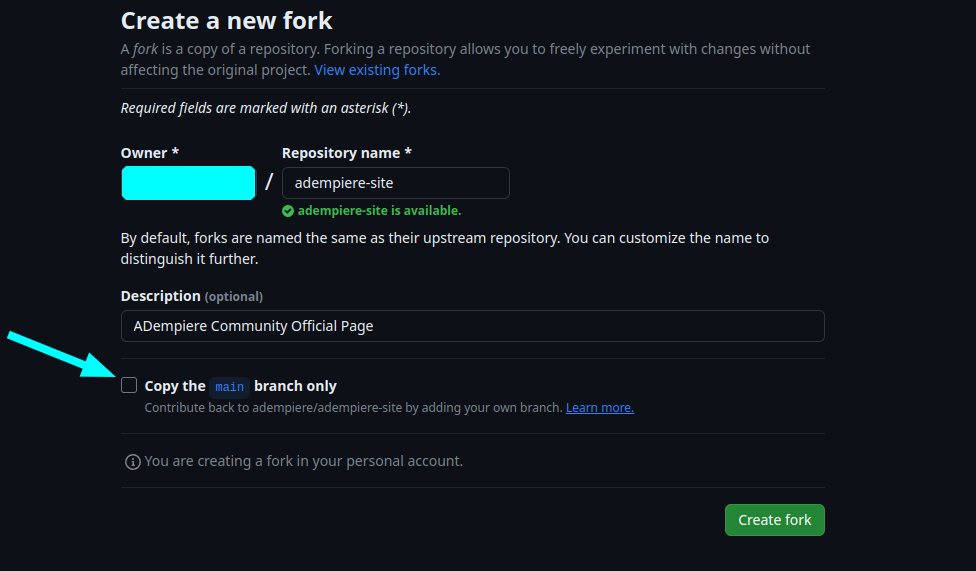 Create a new fork
A fork is a copy of a repository. Forking a repository allows you to freely experiment with changes without
affecting the original project. View existing forks.
Required fields are marked with an asterisk (*).
Owner *
Repository name *
/
adempiere-site
adempiere-site is available.
By default, forks are named the same as their upstream repository. You can customize the name to
distinguish it further.
Description (optional)
ADempiere Community Official Page
Copy the main branch only
Contribute back to adempiere/adempiere-site by adding your own branch. Learn more.
You are creating a fork in your personal account.
Create fork